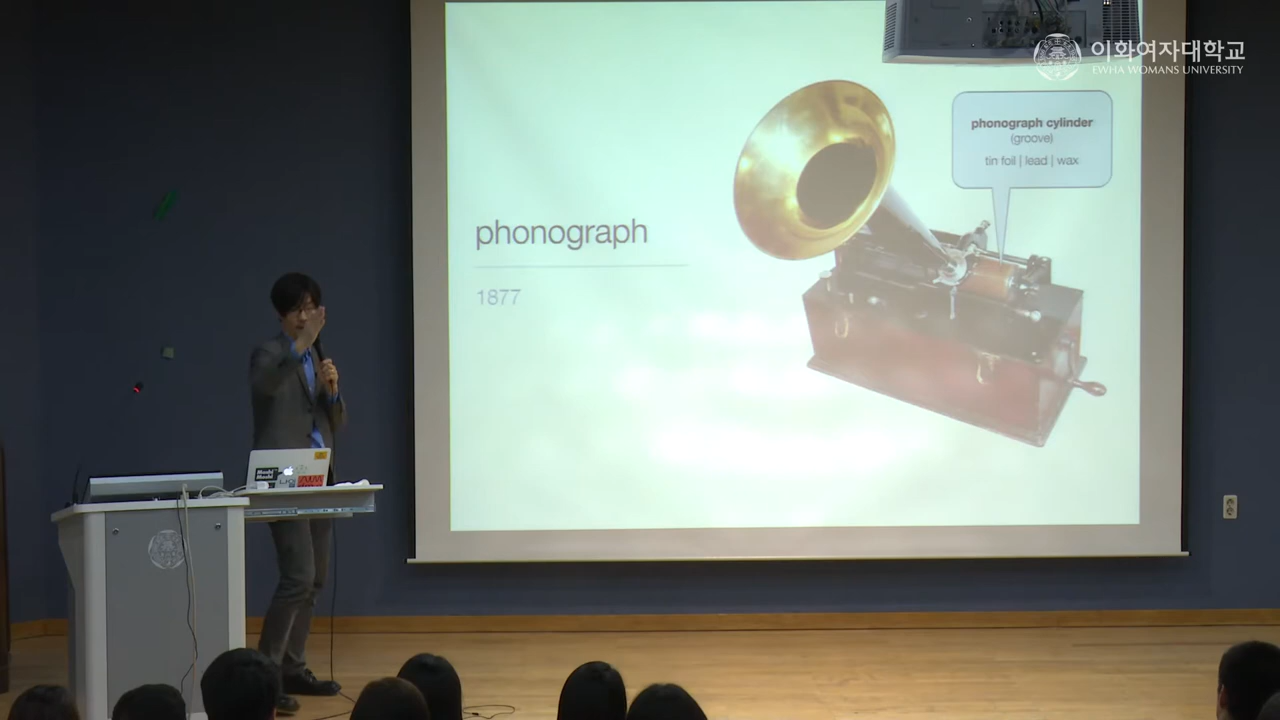 이화여자대학교
EWHA WOMANS UNIVERSITY
phonograph cylinder
(groove)
tin foil | lead | wax
phonograph
1877